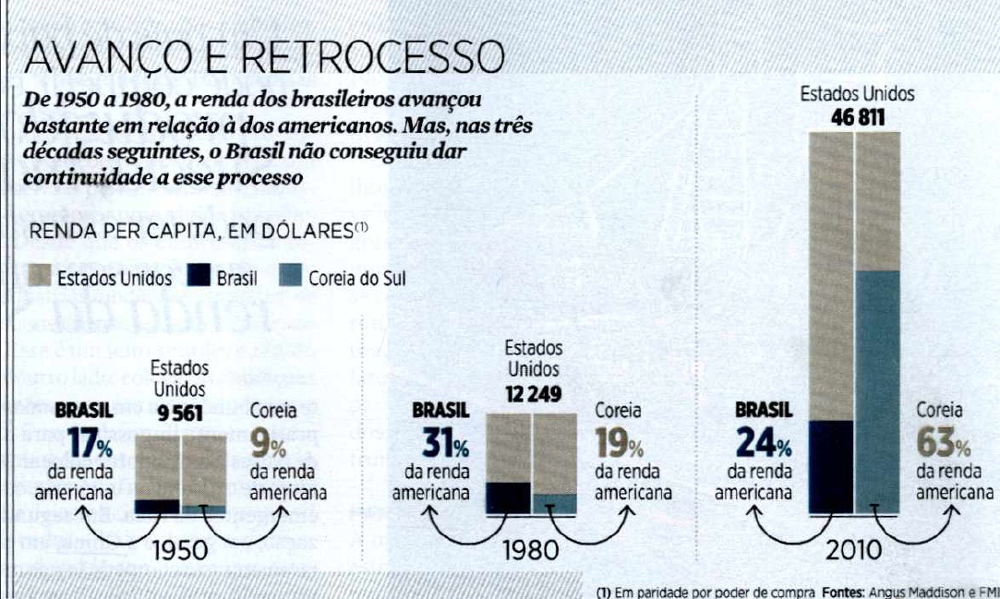 AVANÇO E RETROCESSO
De 1950 a 1980, a renda dos brasileiros avançou
bastante em relação à dos americanos. Mas, nas três
décadas seguintes, o Brasil não conseguiu dar
continuidade a esse processo
RENDA PER CAPITA, EM DÓLARES(1)
Estados Unidos
Brasil
Coreia do Sul
BRASIL
17%
da renda
americana
Estados
Unidos
9 561
Coreia
9%
da renda
americana
1950
BRASIL
31%
da renda
americana
Estados
Unidos
12 249
Coreia
19%
da renda
americana
1980
Estados Unidos
46 811
BRASIL
24%
da renda
americana
Coreia
63%
da renda
americana
2010
(1) Em paridade por poder de compra Fontes: Angus Maddison e FMI